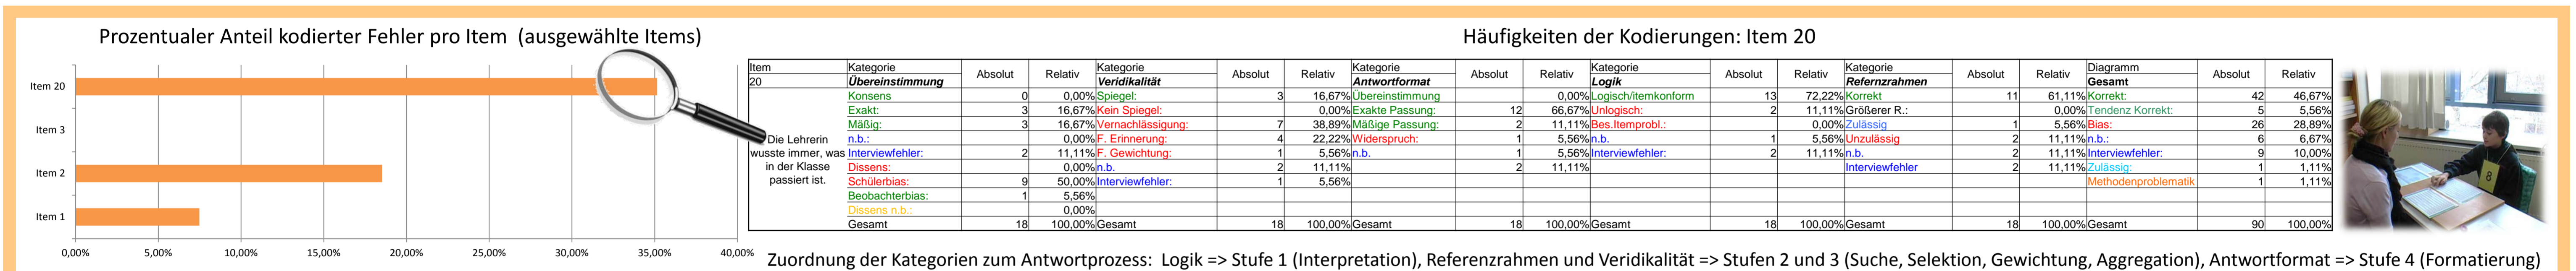 Prozentualer Anteil kodierter Fehler pro Item (ausgewählte Items)
Item 20
Item 3
Item 2
Item 1
0,00% 5,00% 10,00% 15,00% 20,00% 25,00% 30,00% 35,00% 40,00%
Häufigkeiten der Kodierungen: Item 20
Item Kategorie Absolut Relativ Kategorie Absolut Relativ Kategorie Absolut Relativ Kategorie Absolut Relativ Kategorie Absolut Relativ Diagramm Absolut Relativ
20 Übereinstimmung Veridikalität Antwortformat Logik Refernzrahmen Gesamt
Konsens 0 0,00% Spiegel: 3 16,67% Übereinstimmung 0,00% Logisch/itemkonform 13 72,22% Korrekt 11 61,11% Korrekt: 42 46,67%
Exakt: 3 16,67% Kein Spiegel: 0,00% Exakte Passung: 12 66,67% Unlogisch: 2 11,11% Größerer R.: 0,00% Tendenz Korrekt: 5 5,56%
Mäßig: 3 16,67% Vernachlässigung: 7 38,89% Mäßige Passung: 2 11,11% Bes.Itemprobl.: 0,00% Zulässig 1 5,56% Bias: 26 28,89%
Die Lehrerin n.b.: 0,00% F. Erinnerung: 4 22,22% Widerspruch: 1 5,56% n.b. 1 5,56% Unzulässig 2 11,11% n.b.: 6 6,67%
wusste immer, was Interviewfehler: 2 11,11% F. Gewichtung: 1 5,56% n.b. 1 5,56% Interviewfehler: 2 11,11% n.b. 2 11,11% Interviewfehler: 9 10,00%
in der Klasse Dissens: 0,00% n.b. 2 11,11% 2 11,11% Interviewfehler 2 11,11% Zulässig: 1 1,11%
passiert ist. Schülerbias: 9 50,00% Interviewfehler: 1 5,56% Methodenproblematik 1 1,11%
Beobachterbias: 1 5,56%
Dissens n.b.: 0,00%
Gesamt 18 100,00% Gesamt 18 100,00% Gesamt 18 100,00% Gesamt 18 100,00% Gesamt 18 100,00% Gesamt 90 100,00%
8
Zuordnung der Kategorien zum Antwortprozess: Logik => Stufe 1 (Interpretation), Referenzrahmen und Veridikalität => Stufen 2 und 3 (Suche, Selektion, Gewichtung, Aggregation), Antwortformat => Stufe 4 (Formatierung)